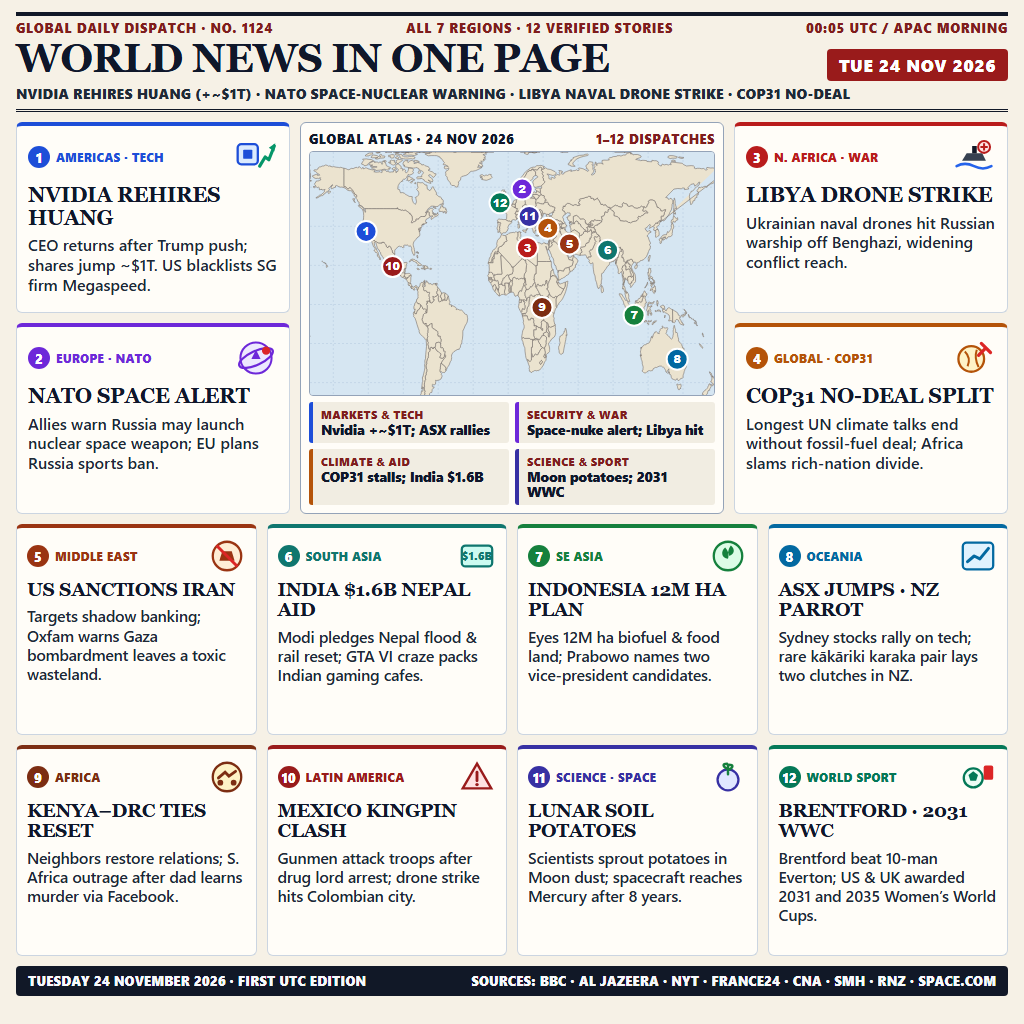 GLOBAL DAILY DISPATCH · NO. 1124
ALL 7 REGIONS · 12 VERIFIED STORIES
00:05 UTC / APAC MORNING
WORLD NEWS IN ONE PAGE
TUE 24 NOV 2026
NVIDIA REHIRES HUANG (+~$1T) · NATO SPACE-NUCLEAR WARNING · LIBYA NAVAL DRONE STRIKE · COP31 NO-DEAL
1 AMERICAS · TECH
NVIDIA REHIRES
HUANG
CEO returns after Trump push;
shares jump ~$1T. US blacklists SG
firm Megaspeed.
2 EUROPE · NATO
NATO SPACE ALERT
Allies warn Russia may launch
nuclear space weapon; EU plans
Russia sports ban.
GLOBAL ATLAS · 24 NOV 2026
1–12 DISPATCHES
1
2
12
11
4
3
5
6
10
9
7
8
MARKETS & TECH
Nvidia +~$1T; ASX rallies
SECURITY & WAR
Space-nuke alert; Libya hit
CLIMATE & AID
COP31 stalls; India $1.6B
SCIENCE & SPORT
Moon potatoes; 2031
WWC
3 N. AFRICA · WAR
LIBYA DRONE STRIKE
Ukrainian naval drones hit Russian
warship off Benghazi, widening
conflict reach.
4 GLOBAL · COP31
COP31 NO-DEAL SPLIT
Longest UN climate talks end
without fossil-fuel deal; Africa
slams rich-nation divide.
5 MIDDLE EAST
US SANCTIONS IRAN
Targets shadow banking;
Oxfam warns Gaza
bombardment leaves a toxic
wasteland.
6 SOUTH ASIA
$1.6B
INDIA $1.6B NEPAL
AID
Modi pledges Nepal flood &
rail reset; GTA VI craze packs
Indian gaming cafes.
7 SE ASIA
INDONESIA 12M HA
PLAN
Eyes 12M ha biofuel & food
land; Prabowo names two
vice-president candidates.
8 OCEANIA
ASX JUMPS · NZ
PARROT
Sydney stocks rally on tech;
rare kākāriki karaka pair lays
two clutches in NZ.
9 AFRICA
KENYA–DRC TIES
RESET
Neighbors restore relations; S.
Africa outrage after dad learns
murder via Facebook.
10 LATIN AMERICA
MEXICO KINGPIN
CLASH
Gunmen attack troops after
drug lord arrest; drone strike
hits Colombian city.
11 SCIENCE · SPACE
LUNAR SOIL
POTATOES
Scientists sprout potatoes in
Moon dust; spacecraft reaches
Mercury after 8 years.
12 WORLD SPORT
BRENTFORD · 2031
WWC
Brentford beat 10-man
Everton; US & UK awarded
2031 and 2035 Women's World
Cups.
TUESDAY 24 NOVEMBER 2026 · FIRST UTC EDITION
SOURCES: BBC · AL JAZEERA · NYT · FRANCE24 · CNA · SMH · RNZ · SPACE.COM